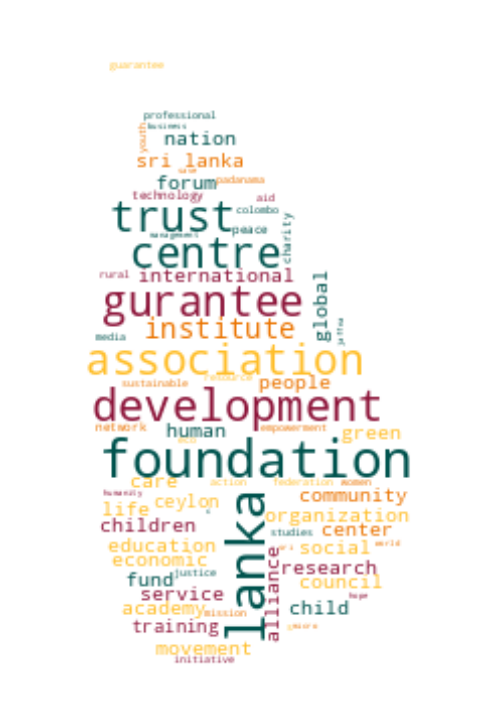 guarantee
professional
business
youth
nation
sri lanka
save
forum
padanama
technology
aid
trust
colombo
charity
peace
management
centre
rural
international
global
gurantee
institute
jaffna
media
association
sustainable
resource
people
development
network
human
empowerment
green
eco
foundation
care
action
federation
women
humanity
community
life
ceylon
lanka
organization
children
studies
center
education
social
world
economic
alliance
research
fund
justice
council
service
hope
academy
mission
child
training
movement
initiative